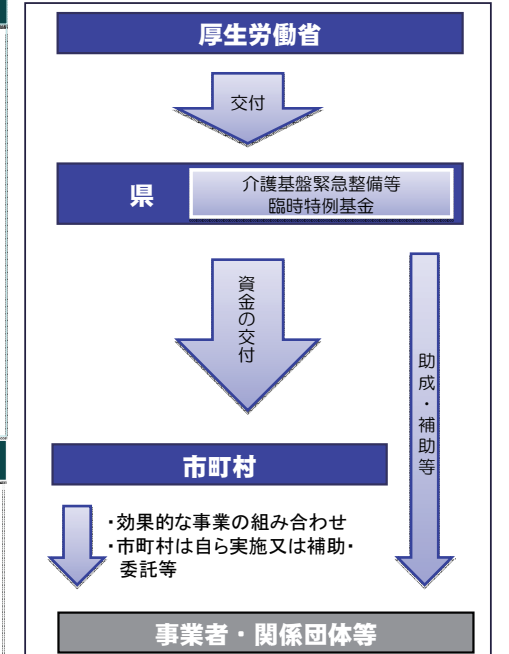 厚生労働省
交付
県
介護基盤緊急整備等
臨時特例基金
資金の交付
助成・補助等
市町村
・効果的な事業の組み合わせ
・市町村は自ら実施又は補助・
委託等
事業者・関係団体等